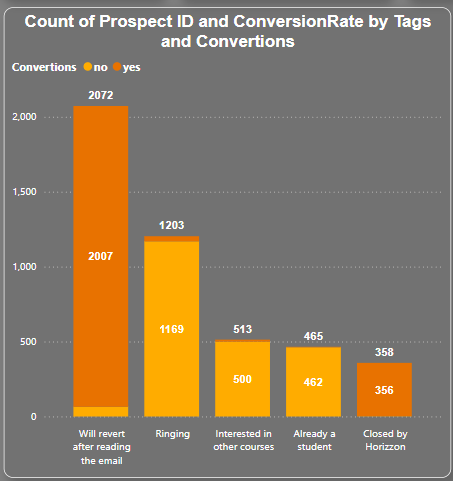 Count of Prospect ID and ConversionRate by Tags
and Convertions
Convertions no yes
2072
2,000
2007
1,500
1203
1,000
1169
513
465
500
358
500
462
356
0
Will revert
after reading
the email
Ringing
Interested in
other courses
Already a
student
Closed by
Horizzon